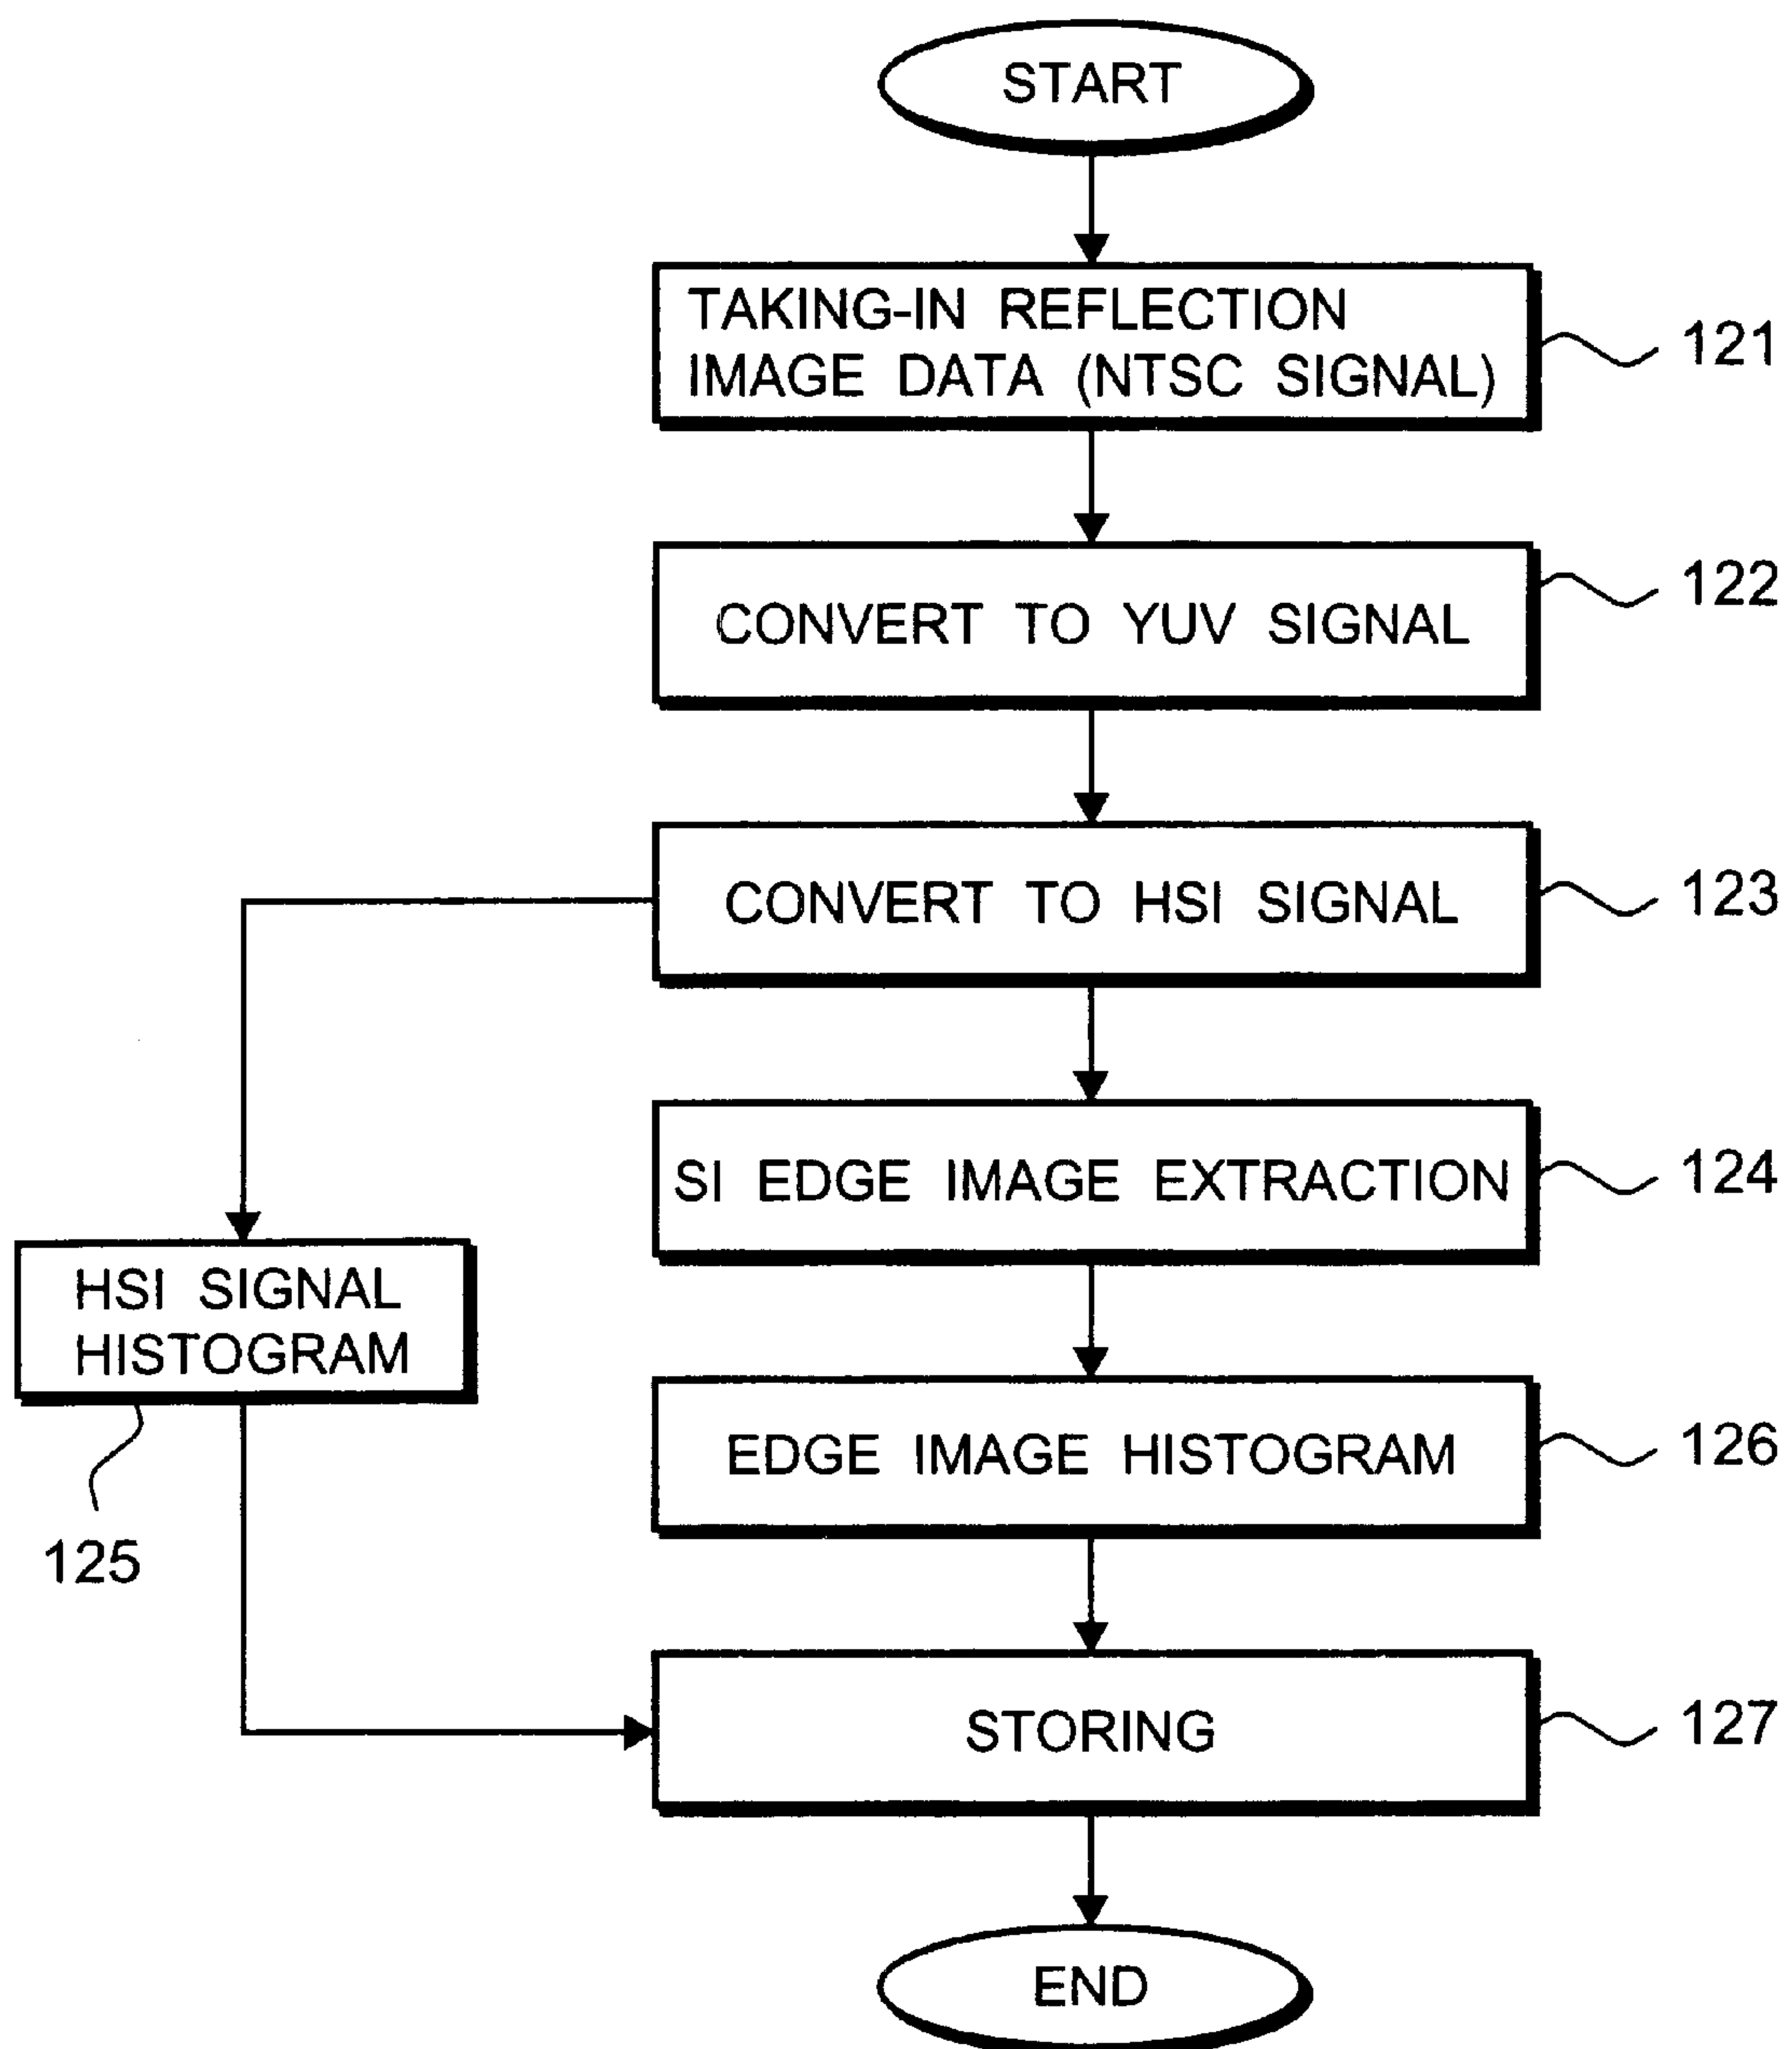 START
TAKING-IN REFLECTION
IMAGE DATA (NTSC SIGNAL)
121
CONVERT TO YUV SIGNAL
122
CONVERT TO HSI SIGNAL
123
SI EDGE IMAGE EXTRACTION
124
HSI SIGNAL
HISTOGRAM
125
EDGE IMAGE HISTOGRAM
126
STORING
127
END